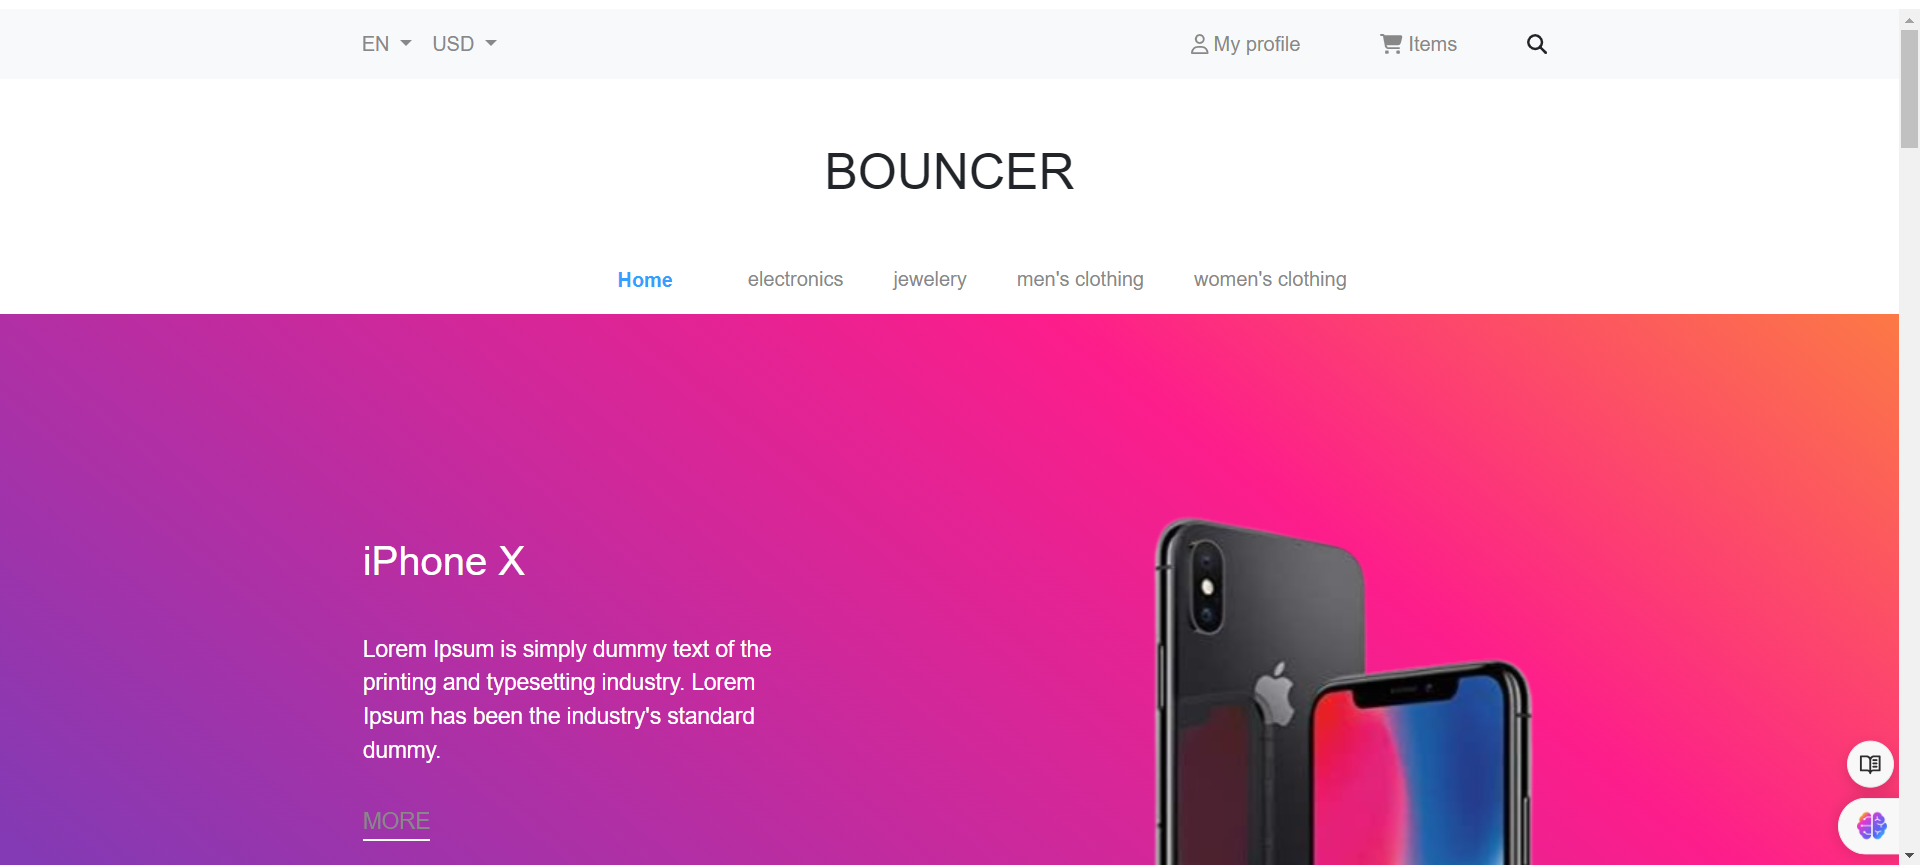 EN USD My profile Items
BOUNCER
Home electronics jewelery men's clothing women's clothing
iPhone X
Lorem Ipsum is simply dummy text of the
printing and typesetting industry. Lorem
Ipsum has been the industry's standard
dummy.
MORE